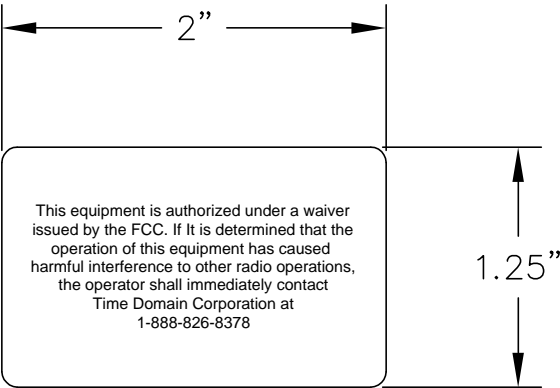 2”
This equipment is authorized under a waiver
issued by the FCC. If It is determined that the
operation of this equipment has caused
harmful interference to other radio operations,
the operator shall immediately contact
Time Domain Corporation at
1-888-826-8378
1.25”